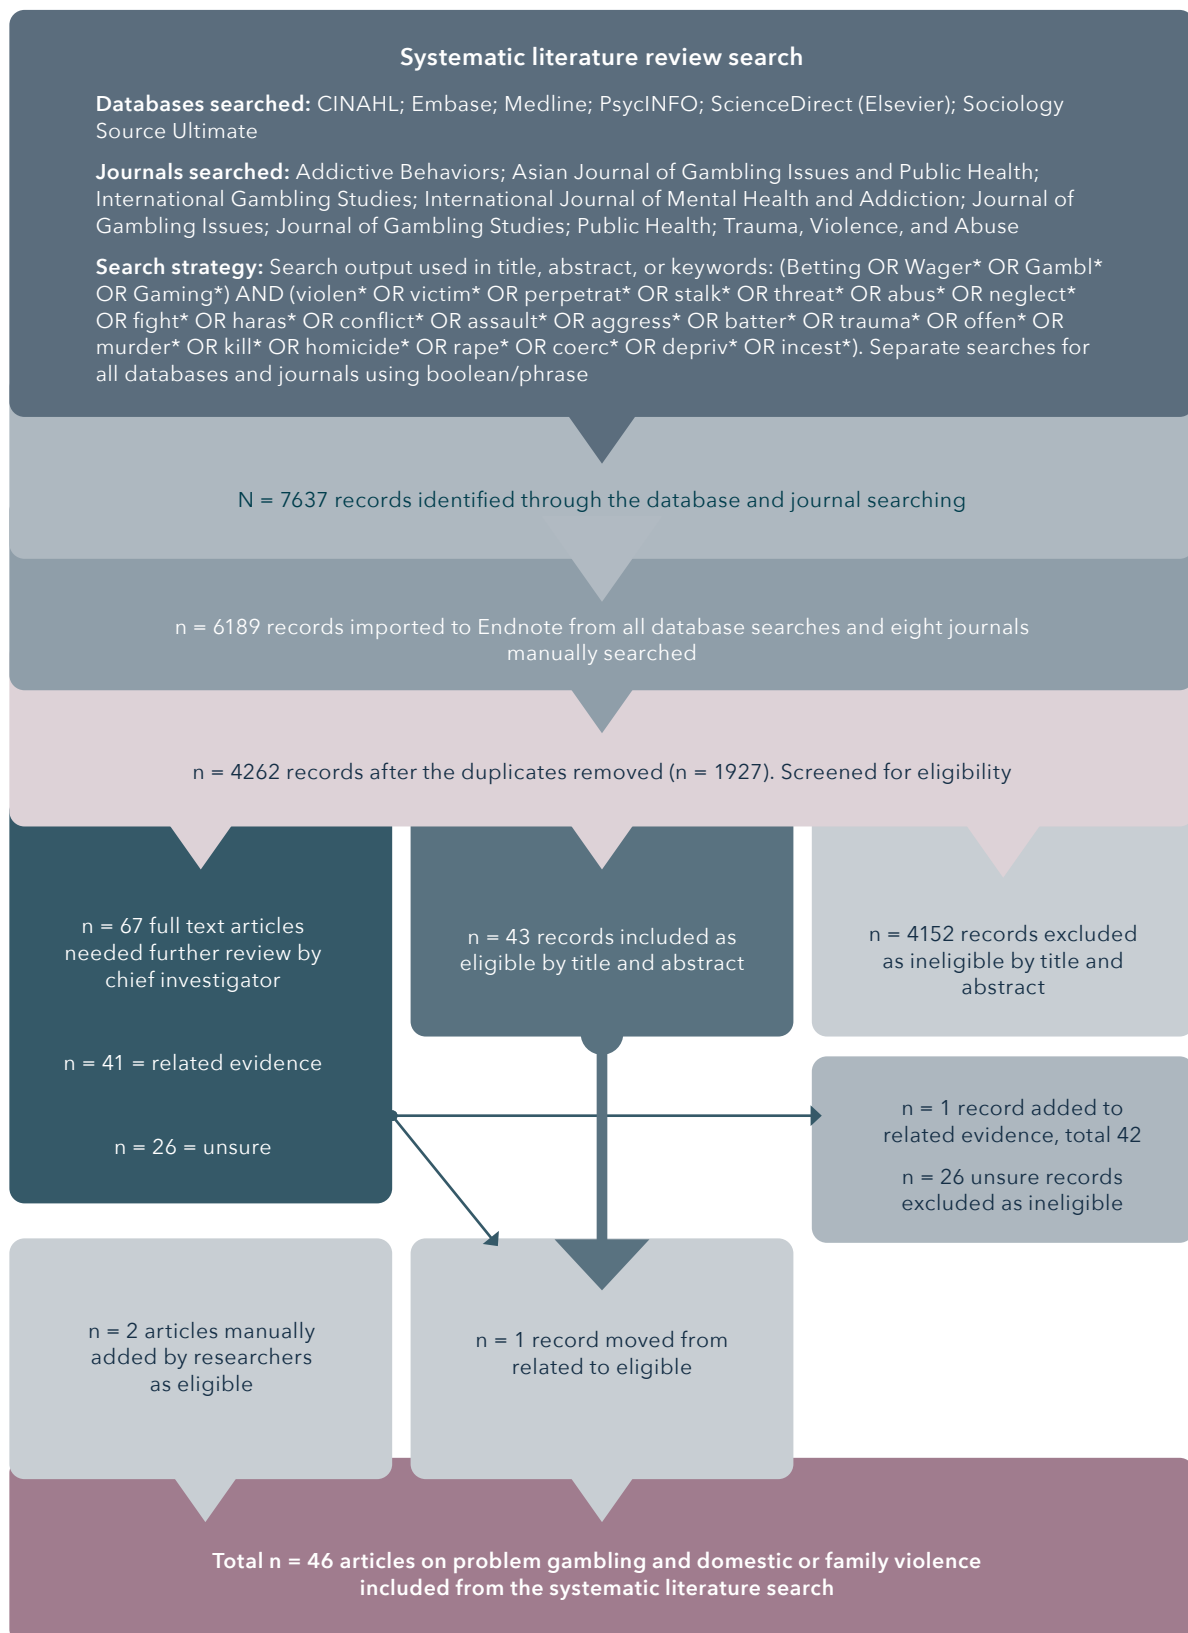 Systematic literature review search
Databases searched: CINAHL; Embase; Medline; PsycINFO; ScienceDirect (Elsevier); Sociology
Source Ultimate
Journals searched: Addictive Behaviors; Asian Journal of Gambling Issues and Public Health;
International Gambling Studies; International Journal of Mental Health and Addiction; Journal of
Gambling Issues; Journal of Gambling Studies; Public Health; Trauma, Violence, and Abuse
Search strategy: Search output used in title, abstract, or keywords: (Betting OR Wager* OR Gambl*
OR Gaming*) AND (violen* OR victim* OR perpetrat* OR stalk* OR threat* OR abus* OR neglect*
OR fight* OR haras* OR conflict* OR assault* OR aggress* OR batter* OR trauma* OR offen* OR
murder* OR kill* OR homicide* OR rape* OR coerc* OR depriv* OR incest*). Separate searches for
all databases and journals using boolean/phrase
N = 7637 records identified through the database and journal searching
n = 6189 records imported to Endnote from all database searches and eight journals
manually searched
n = 4262 records after the duplicates removed (n = 1927). Screened for eligibility
n = 67 full text articles
needed further review by
chief investigator
n = 41 = related evidence
n = 26 = unsure
n = 43 records included as
eligible by title and abstract
n = 4152 records excluded
as ineligible by title and
abstract
n = 1 record added to
related evidence, total 42
n = 26 unsure records
excluded as ineligible
n = 2 articles manually
added by researchers
as eligible
n = 1 record moved from
related to eligible
Total n = 46 articles on problem gambling and domestic or family violence
included from the systematic literature search